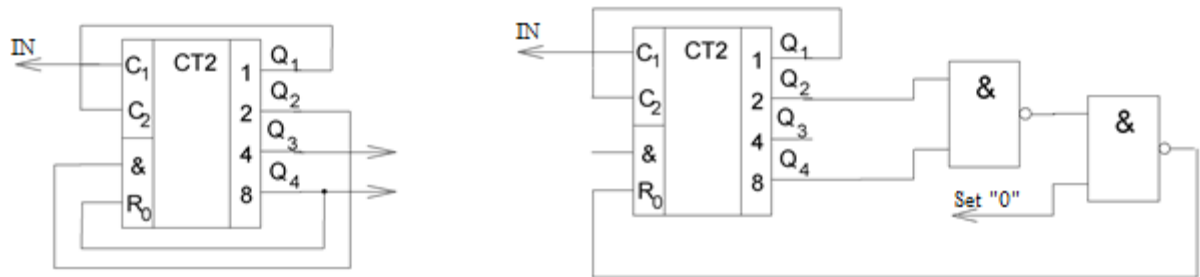 IN
C1 CT2 1 Q1
C2 2 Q2
& 4 Q3
R0 8 Q4
IN
C1 CT2 1 Q1
C2 2 Q2
& 4 Q3
R0 8 Q4
&
&
Set "0"